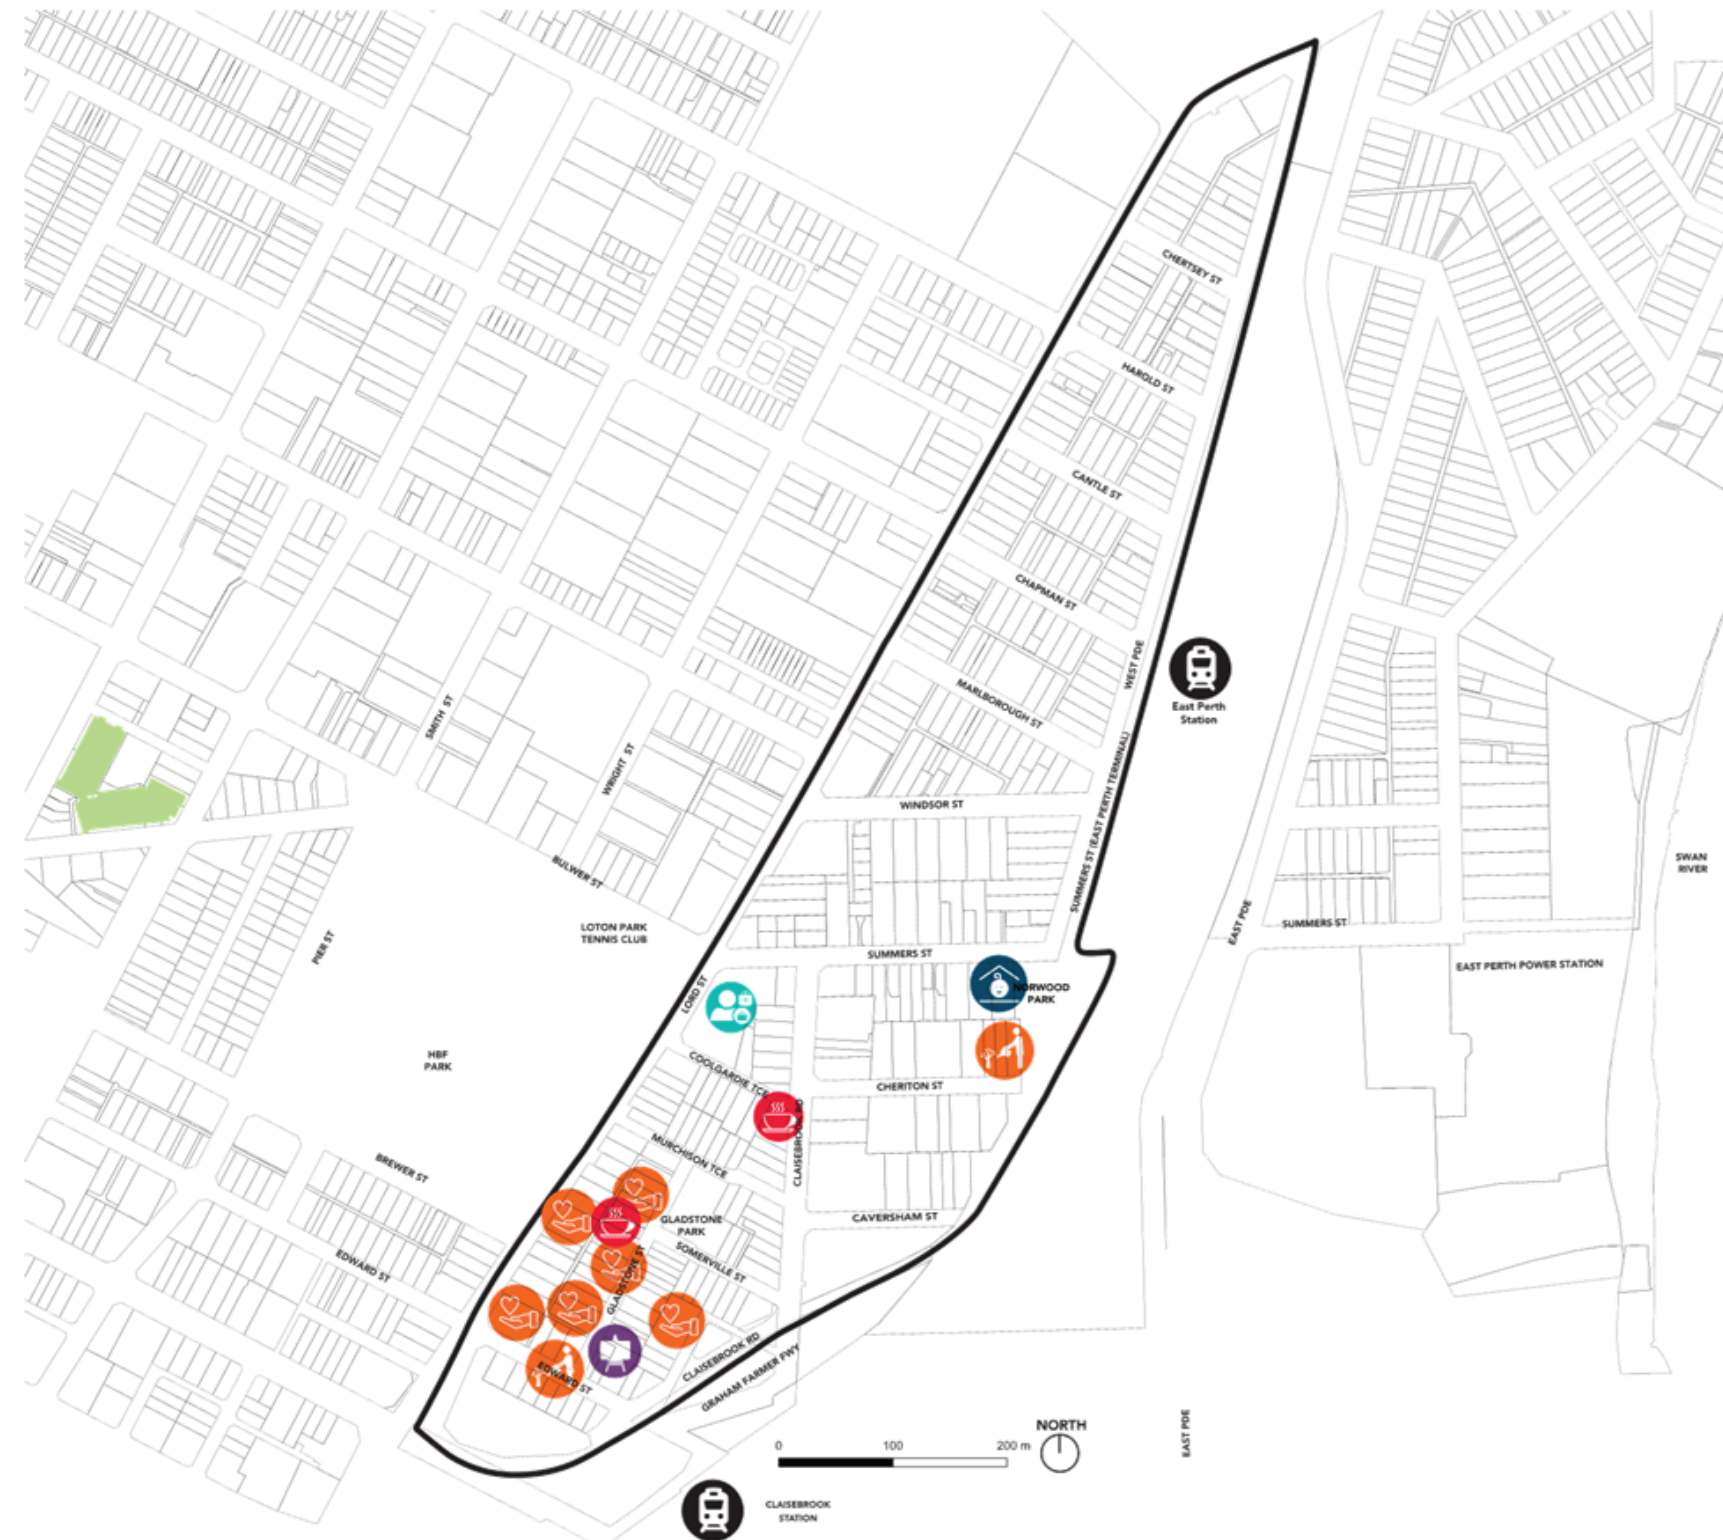 CHERTSEY ST
HAROLD ST
CANTLE ST
CHAPMAN ST
WEST PDE
MARLBOROUGH ST
East Perth
Station
SMITH ST
WRIGHT ST
SUMMERS ST (EAST PERTH TERMINAL)
WINDSOR ST
BULWER ST
SWAN
RIVER
PIER ST
LOTON PARK
TENNIS CLUB
EAST PDE
SUMMERS ST
SUMMERS ST
EAST PERTH POWER STATION
LORD ST
NORWOOD
PARK
HBF
PARK
COOLGARDIE TCE
CHERITON ST
CLAISEBROOK RD
BREWER ST
MURCHISON TCE
GLADSTONE
PARK
CAVERSHAM ST
EDWARD ST
SOMERVILLE ST
GLADSTONE ST
CLAISEBROOK RD
GRAHAM FARMER FWY
EDWARD ST
NORTH
0 100 200 m
EAST PDE
CLAISEBROOK
STATION